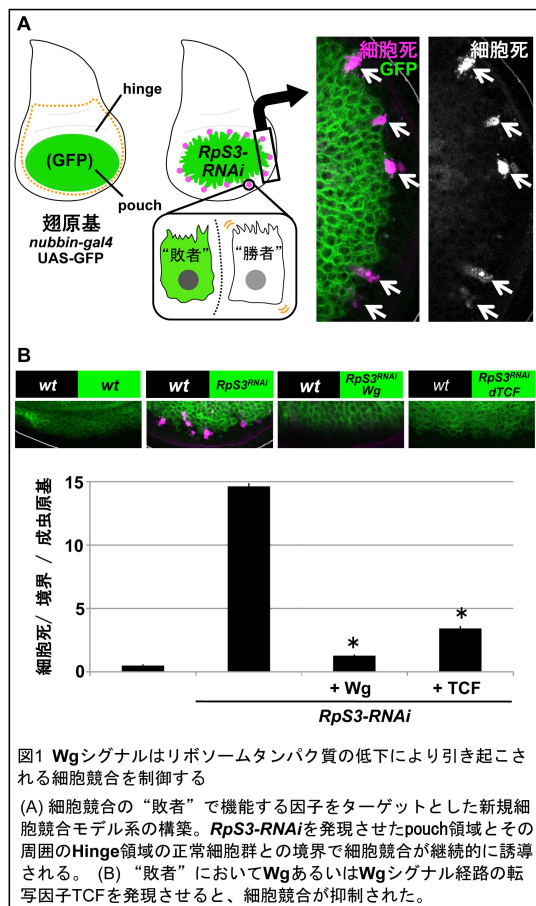 A
hinge
(GFP)
pouch
翅原基
nubbin-gal4
UAS-GFP
RpS3-
RNAi
“敗者”
“勝者”
細胞死
GFP
細胞死
B
wt
wt
wt
RpS3RNAi
wt
RpS3RNAi
Wg
wt
RpS3RNAi
dTCF
細胞死/ 境界 / 成虫原基
15
10
5
0
*
*
+ Wg
+ TCF
RpS3-RNAi
図1 Wgシグナルはリボソームタンパク質の低下により引き起こさ
れる細胞競合を制御する
(A) 細胞競合の“敗者”で機能する因子をターゲットとした新規細
胞競合モデル系の構築。RpS3-RNAiを発現させたpouch領域とその
周囲のHinge領域の正常細胞群との境界で細胞競合が継続的に誘導
される。 (B) “敗者”においてWgあるいはWgシグナル経路の転
写因子TCFを発現させると、細胞競合が抑制された。